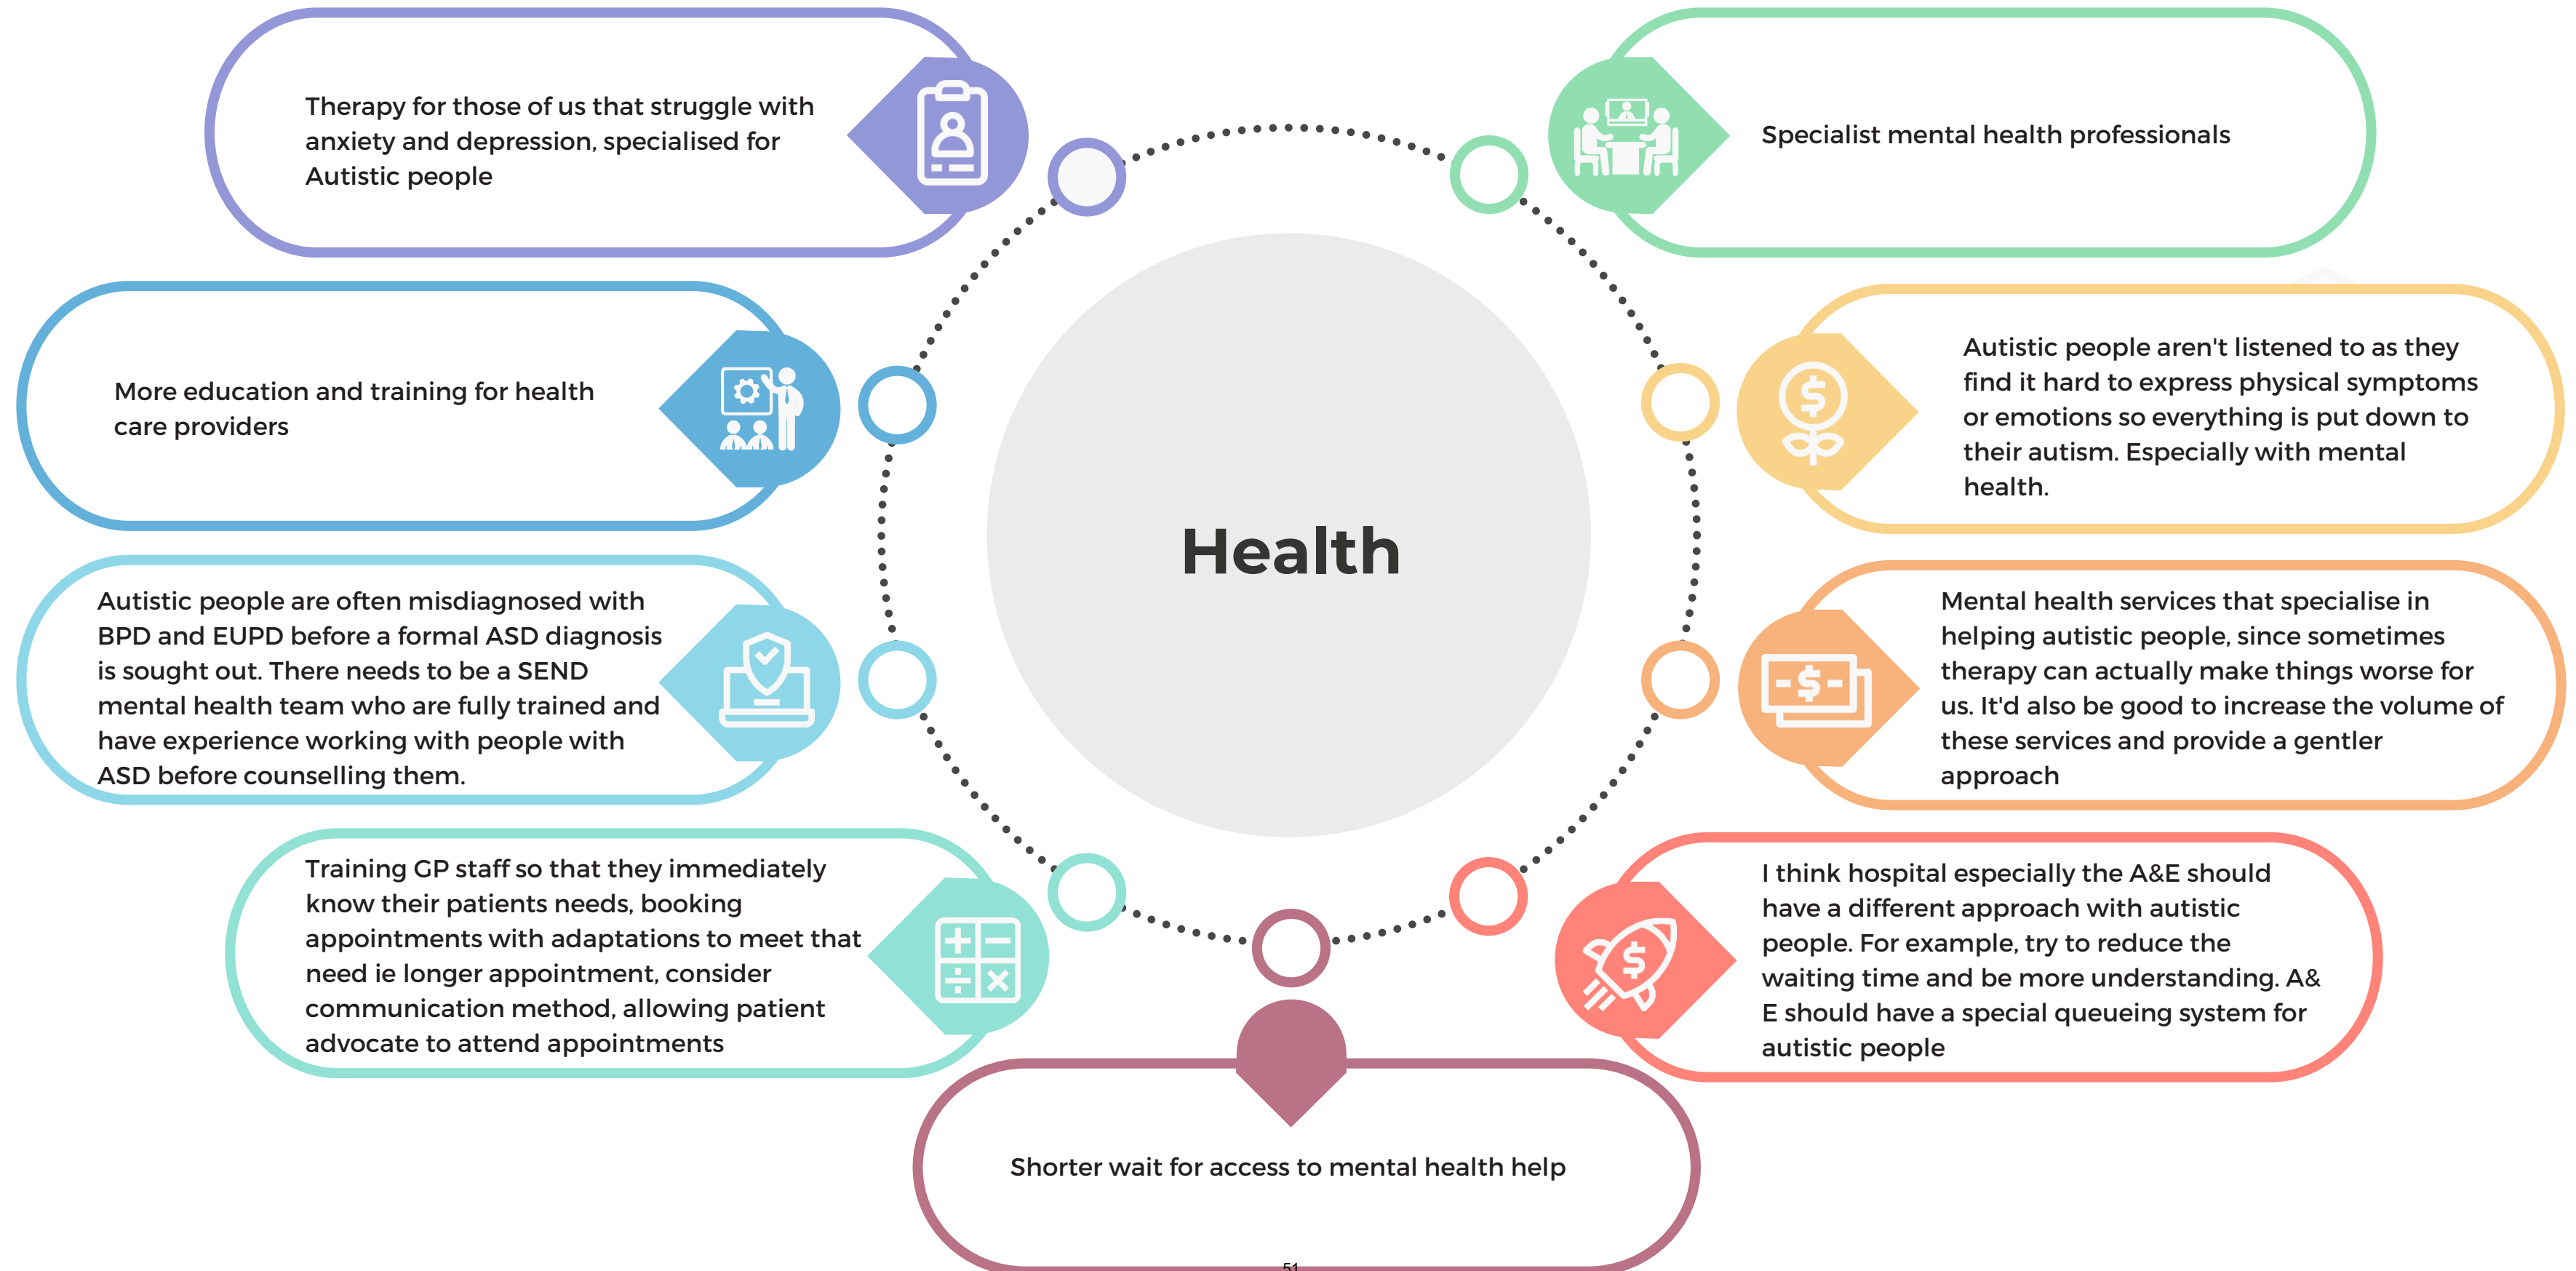 Therapy for those of us that struggle with
anxiety and depression, specialised for
Autistic people
Specialist mental health professionals
More education and training for health
care providers
Autistic people aren't listened to as they
find it hard to express physical symptoms
or emotions so everything is put down to
their autism. Especially with mental
health.
Health
Autistic people are often misdiagnosed with
BPD and EUPD before a formal ASD diagnosis
is sought out. There needs to be a SEND
mental health team who are fully trained and
have experience working with people with
ASD before counselling them.
Mental health services that specialise in
helping autistic people, since sometimes
therapy can actually make things worse for
us. It'd also be good to increase the volume of
these services and provide a gentler
approach
Training GP staff so that they immediately
know their patients needs, booking
appointments with adaptations to meet that
need ie longer appointment, consider
communication method, allowing patient
advocate to attend appointments
I think hospital especially the A&E should
have a different approach with autistic
people. For example, try to reduce the
waiting time and be more understanding. A&
E should have a special queueing system for
autistic people
Shorter wait for access to mental health help
51